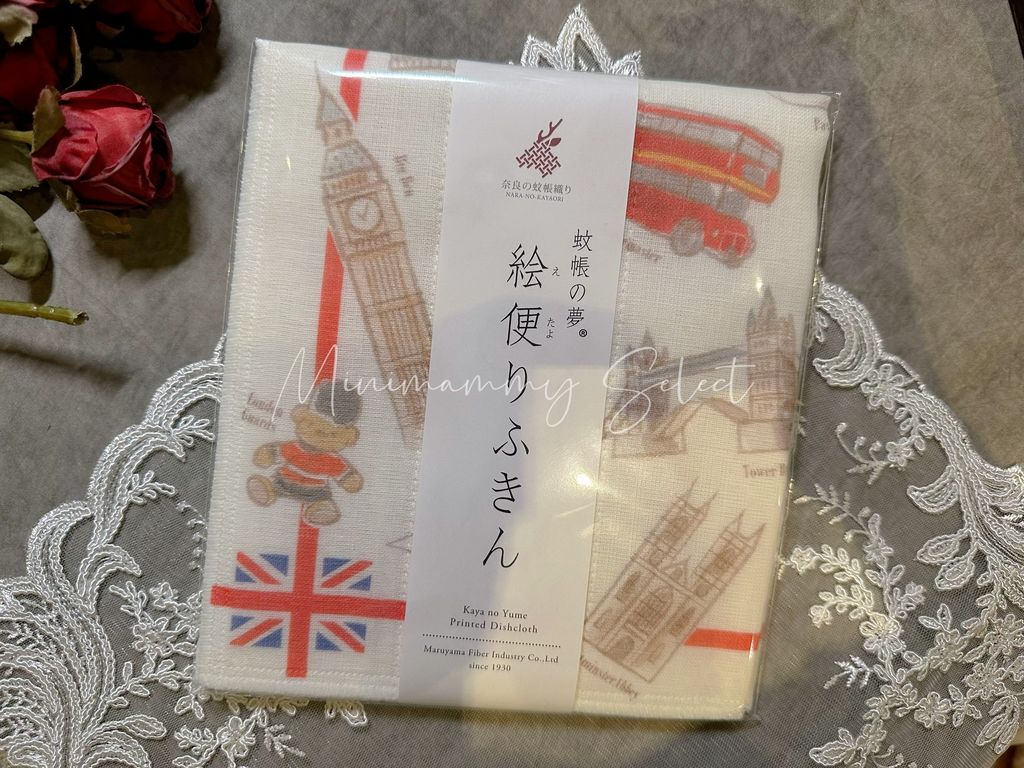 奈良の蚊帳織り
NARA-NO-KAYAORI
蚊帳の夢®
絵便りふきん
え
たよ
Kaya no Yume
Printed Dishcloth
Maruyama Fiber Industry Co.,Ltd
since 1930
Minimammy Select
Big Ben
Tower B